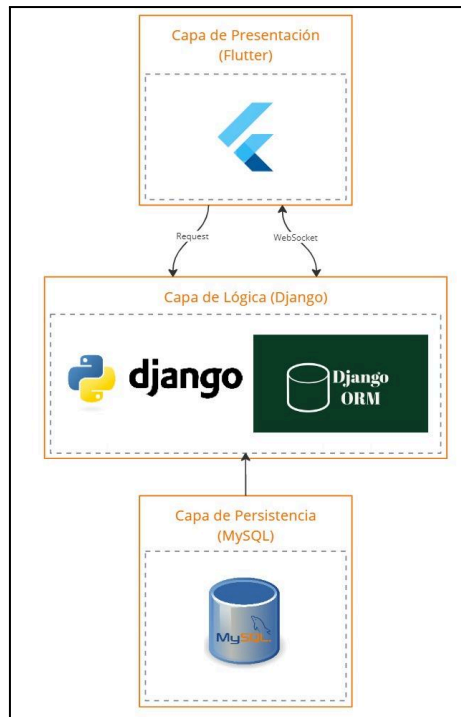 Capa de Presentación
(Flutter)
Request
WebSocket
Capa de Lógica (Django)
django
Django
ORM
Capa de Persistencia
(MySQL)
MySQL